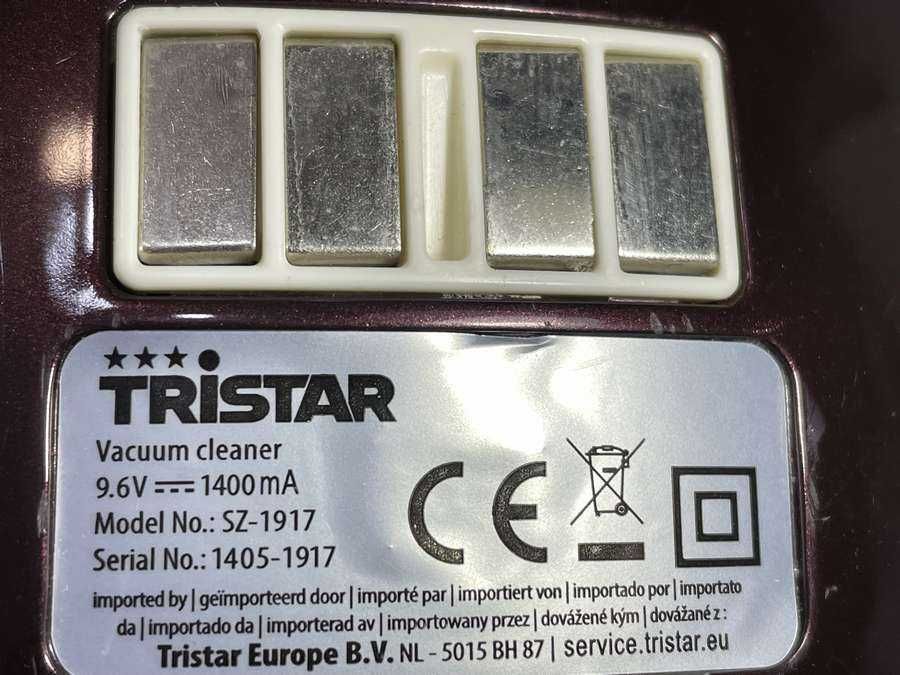 TRiSTAR
Vacuum cleaner
9.6V ⎓ 1400mA
Model No.: SZ-1917
Serial No.: 1405-1917
CE
imported by | geïmporteerd door | importé par | importiert von | importado por | importato
da | importado da | importerad av | importowany przez | dovážené kým | dovážané z :
Tristar Europe B.V. NL - 5015 BH 87 | service.tristar.eu